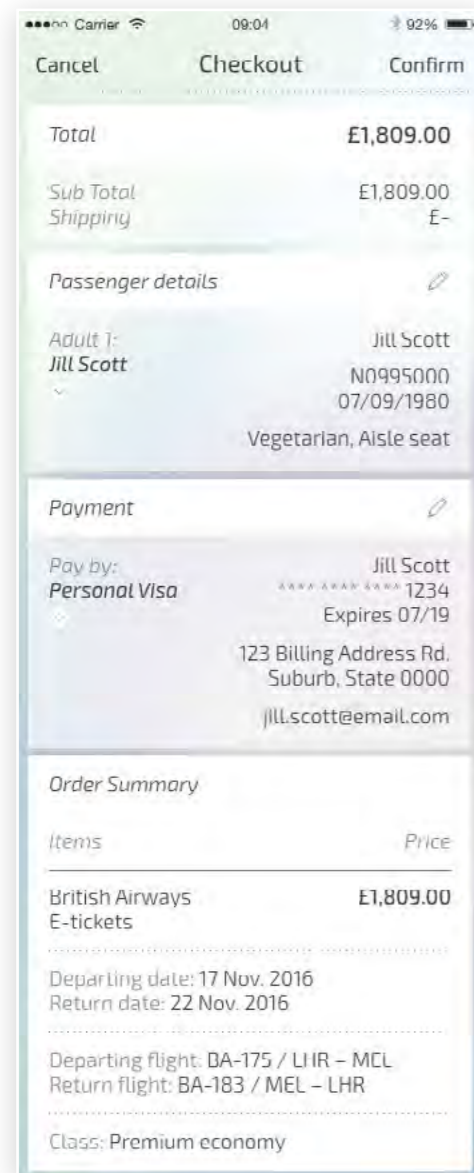 Carrier 09:04 92%
Cancel Checkout Confirm
Total £1,809.00
Sub Total £1,809.00
Shipping £-
Passenger details
Adult 1: Jill Scott
Jill Scott
N0995000
07/09/1980
Vegetarian, Aisle seat
Payment
Pay by: Jill Scott
Personal Visa **** **** **** 1234
Expires 07/19
123 Billing Address Rd.
Suburb, State 0000
jill.scott@email.com
Order Summary
Items Price
British Airways £1,809.00
E-tickets
Departing date: 17 Nov. 2016
Return date: 22 Nov. 2016
Departing flight: BA-175 / LHR – MEL
Return flight: BA-183 / MEL – LHR
Class: Premium economy